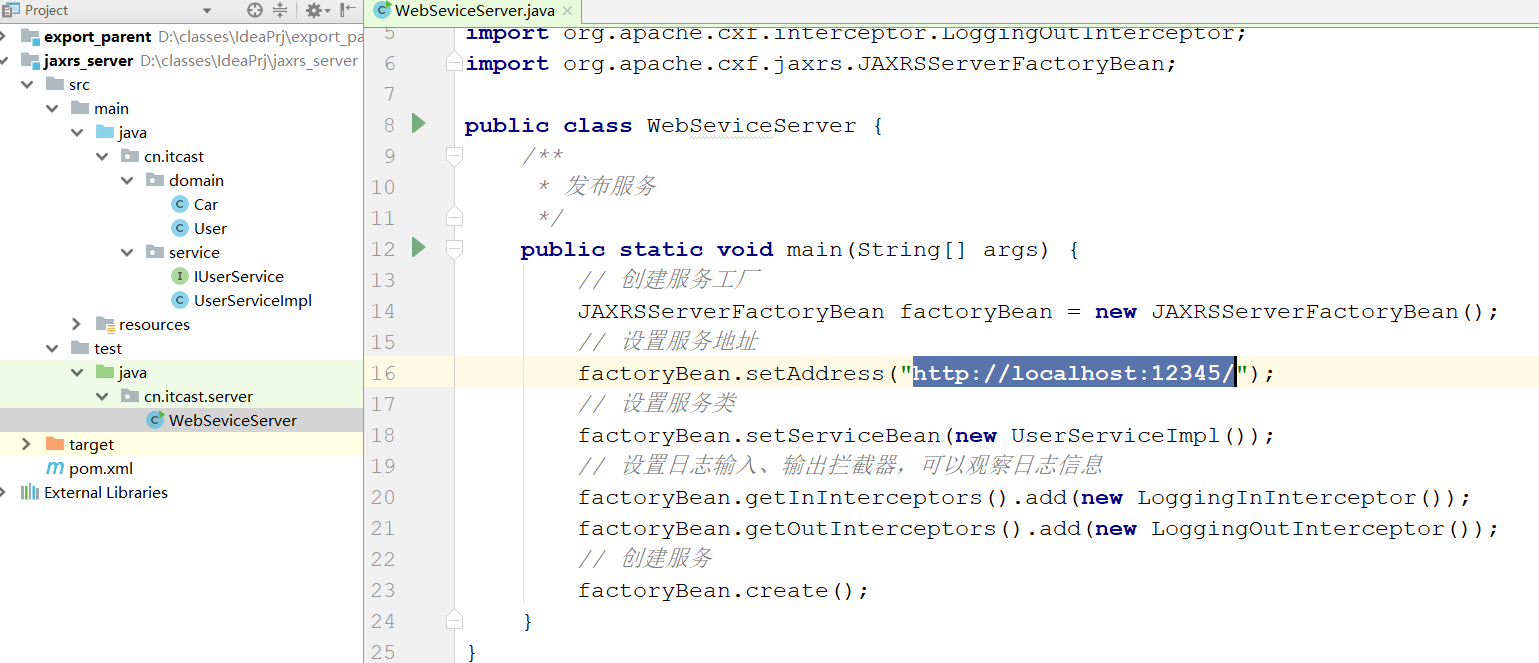 Project
export_parent D:\classes\IdeaPrj\export_pa
jaxrs_server D:\classes\IdeaPrj\jaxrs_server
src
main
java
cn.itcast
domain
Car
User
service
IUserService
UserServiceImpl
resources
test
java
cn.itcast.server
WebSeviceServer
target
pom.xml
External Libraries
WebSeviceServer.java
5 import org.apache.cxf.interceptor.LoggingOutInterceptor;
6 import org.apache.cxf.jaxrs.JAXRSServerFactoryBean;
7
8 public class WebSeviceServer {
9 /**
10 * 发布服务
11 */
12 public static void main(String[] args) {
13 // 创建服务工厂
14 JAXRSServerFactoryBean factoryBean = new JAXRSServerFactoryBean();
15 // 设置服务地址
16 factoryBean.setAddress("http://localhost:12345/");
17 // 设置服务类
18 factoryBean.setServiceBean(new UserServiceImpl());
19 // 设置日志输入、输出拦截器，可以观察日志信息
20 factoryBean.getInInterceptors().add(new LoggingInInterceptor());
21 factoryBean.getOutInterceptors().add(new LoggingOutInterceptor());
22 // 创建服务
23 factoryBean.create();
24 }
25 }